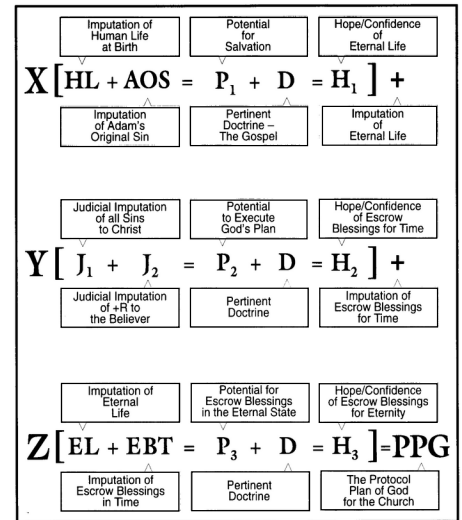 Imputation of
Human Life
at Birth
Potential
for
Salvation
Hope/Confidence
of
Eternal Life
X [HL + AOS = P₁ + D = H₁ ] +
Imputation
of Adam's
Original Sin
Pertinent
Doctrine –
The Gospel
Imputation
of
Eternal Life
Judicial Imputation
of all Sins
to Christ
Potential
to Execute
God's Plan
Hope/Confidence
of Escrow
Blessings for Time
Y [ J₁ + J₂ = P₂ + D = H₂ ] +
Judicial Imputation
of +R to
the Believer
Pertinent
Doctrine
Imputation of
Escrow Blessings
for Time
Imputation of
Eternal
Life
Potential for
Escrow Blessings
in the Eternal State
Hope/Confidence
of Escrow Blessings
for Eternity
Z [EL + EBT = P₃ + D = H₃ ]=PPG
Imputation of
Escrow Blessings
in Time
Pertinent
Doctrine
The Protocol
Plan of God
for the Church